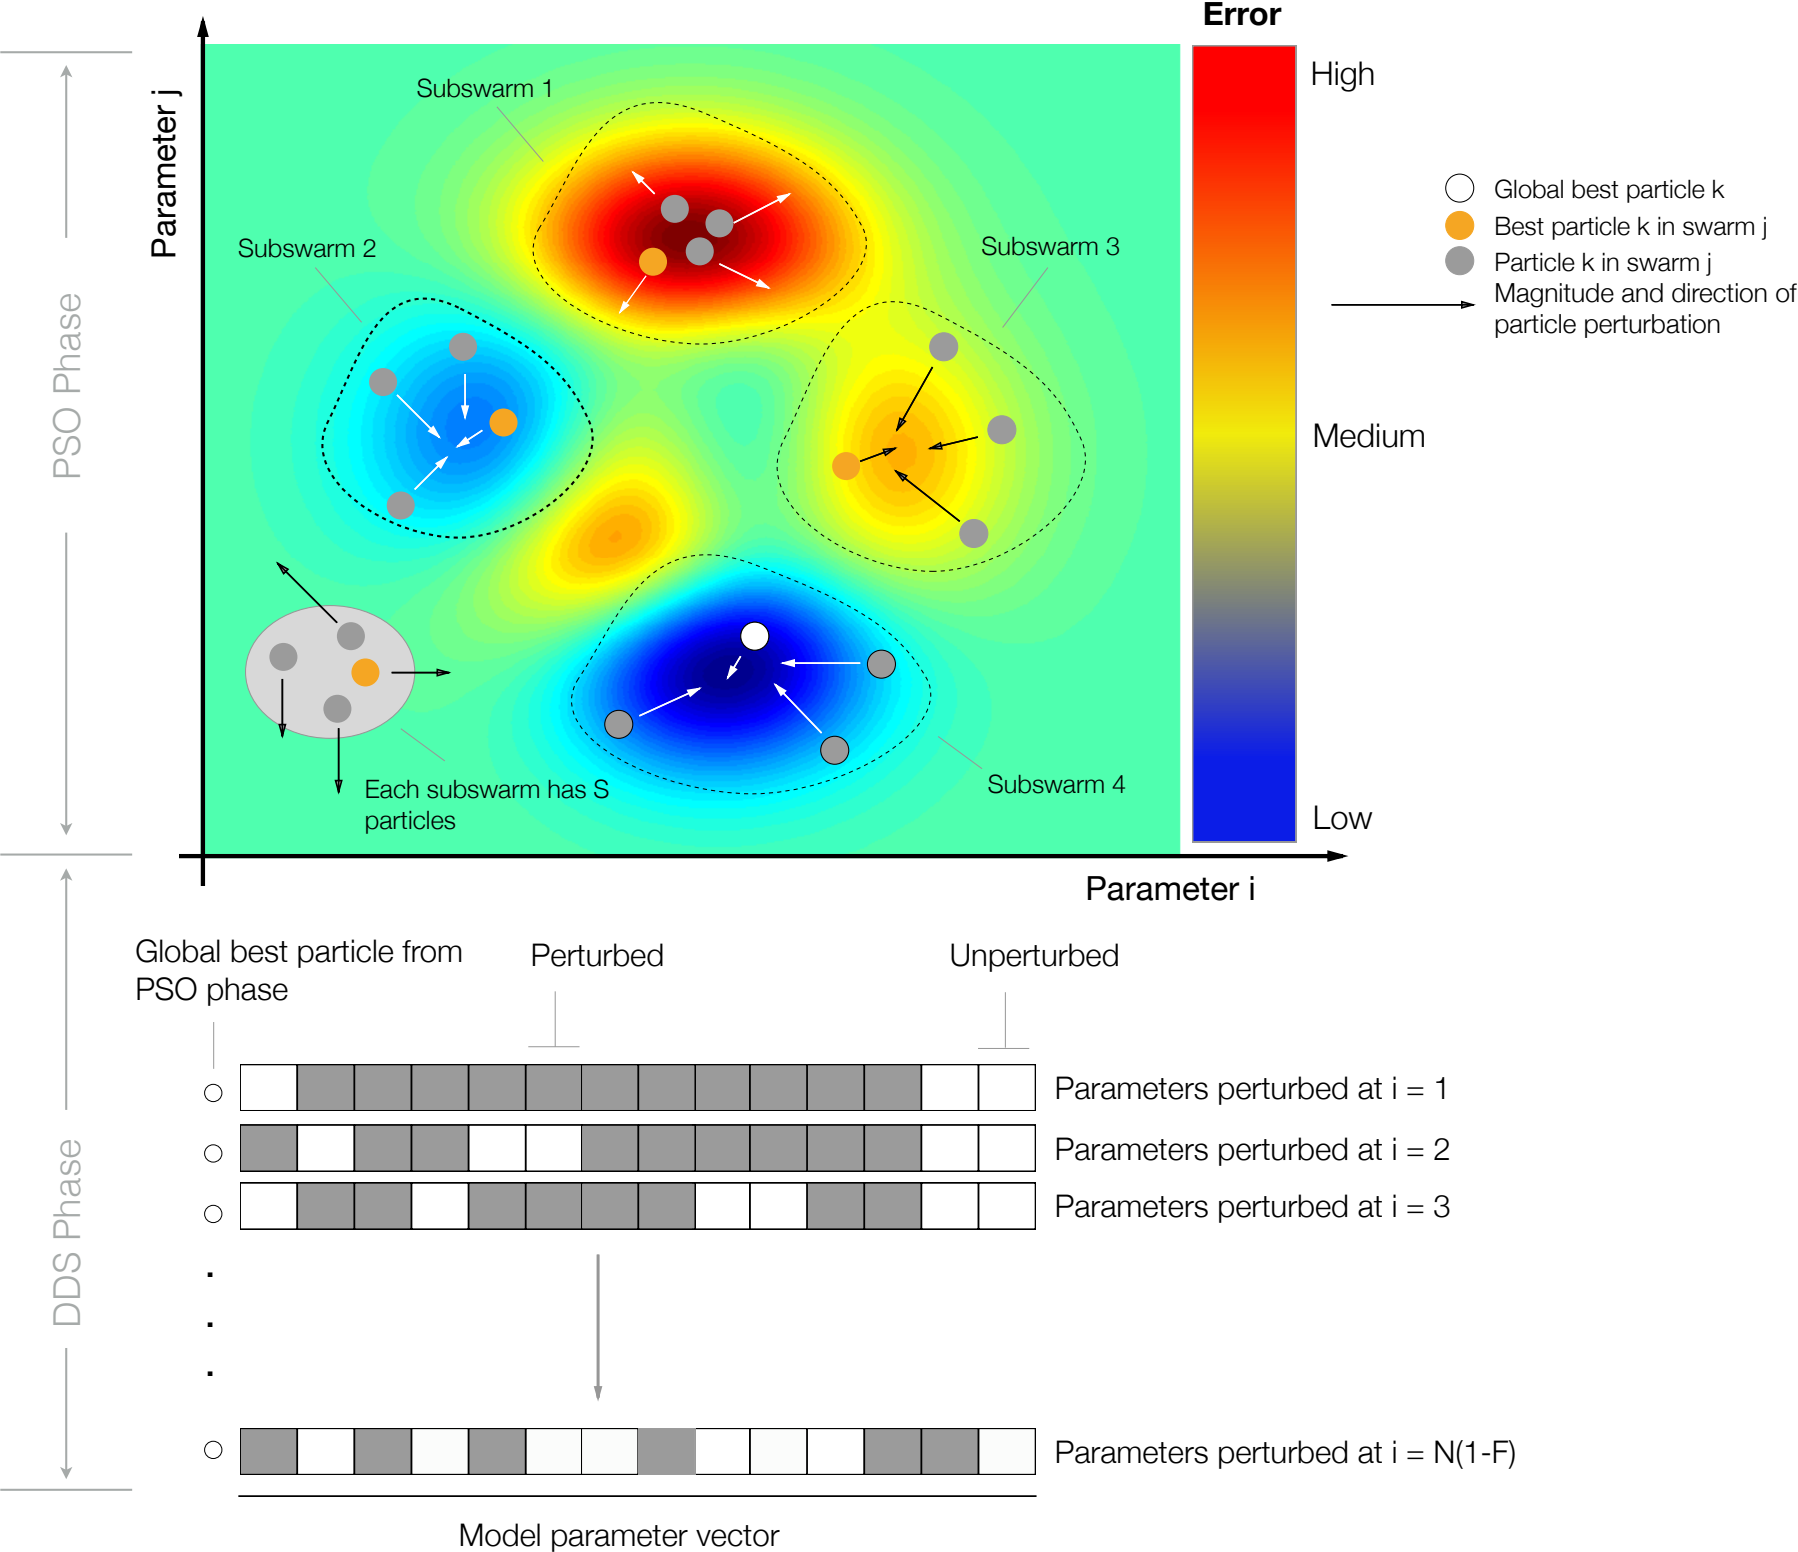 Error
High
Medium
Low
Parameter j
Parameter i
Subswarm 1
Subswarm 2
Subswarm 3
Subswarm 4
Each subswarm has S
particles
Global best particle k
Best particle k in swarm j
Particle k in swarm j
Magnitude and direction of
particle perturbation
PSO Phase
DDS Phase
Global best particle from
PSO phase
Perturbed
Unperturbed
Parameters perturbed at i = 1
Parameters perturbed at i = 2
Parameters perturbed at i = 3
.
.
.
Parameters perturbed at i = N(1-F)
Model parameter vector